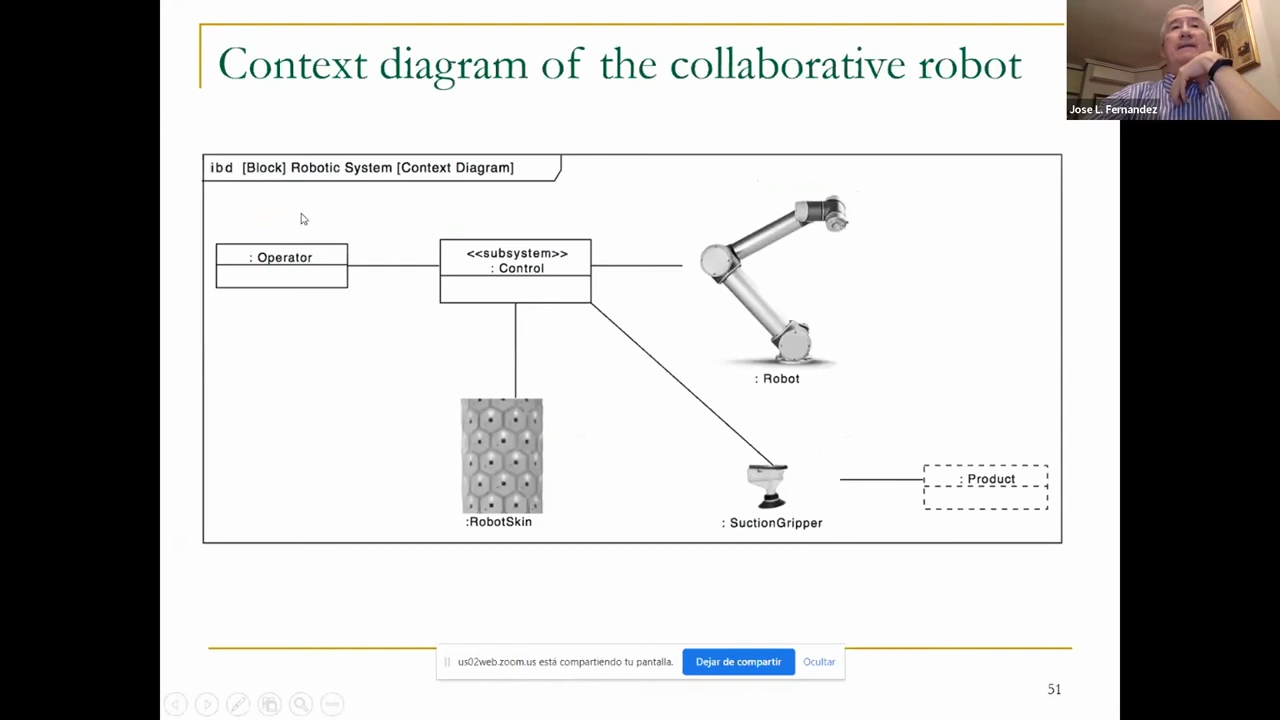 Context diagram of the collaborative robot
Jose L. Fernandez
ibd [Block] Robotic System [Context Diagram]
: Operator
<<subsystem>>
: Control
: Robot
: Product
:RobotSkin
: SuctionGripper
us02web.zoom.us está compartiendo tu pantalla.
Dejar de compartir
Ocultar
51